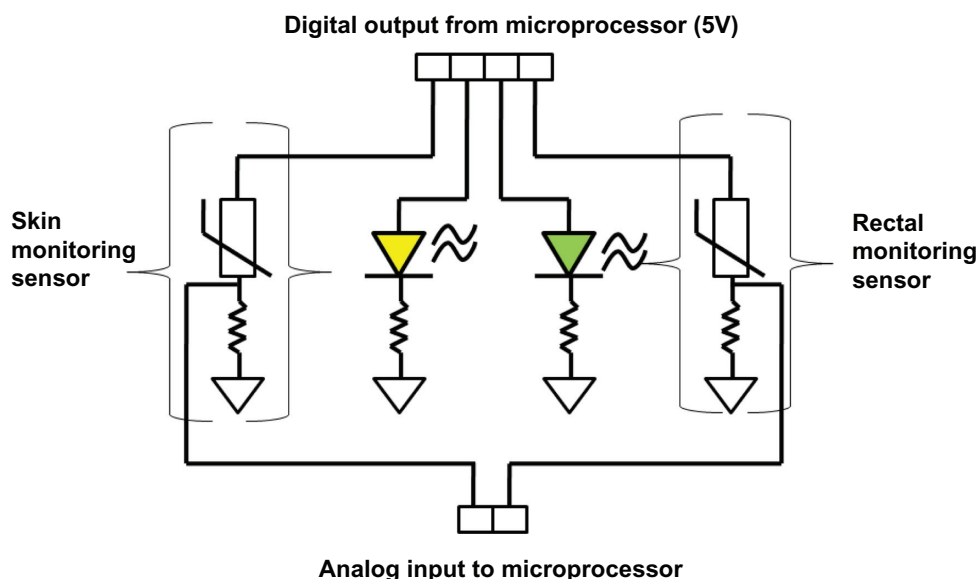 Digital output from microprocessor (5V)
Skin
monitoring
sensor
Rectal
monitoring
sensor
Analog input to microprocessor